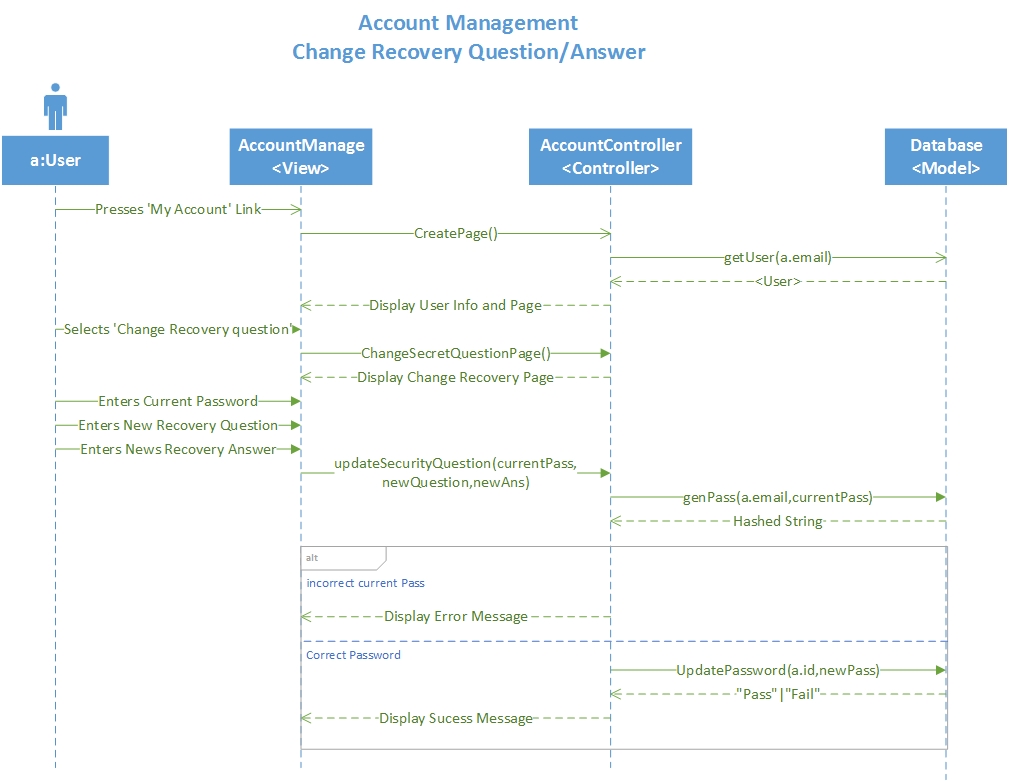 Account Management
Change Recovery Question/Answer
a:User
AccountManage
<View>
AccountController
<Controller>
Database
<Model>
Presses 'My Account' Link
CreatePage()
getUser(a.email)
<User>
Display User Info and Page
Selects 'Change Recovery question'
ChangeSecretQuestionPage()
Display Change Recovery Page
Enters Current Password
Enters New Recovery Question
Enters News Recovery Answer
updateSecurityQuestion(currentPass,
newQuestion,newAns)
genPass(a.email,currentPass)
Hashed String
alt
incorrect current Pass
Display Error Message
Correct Password
UpdatePassword(a.id,newPass)
"Pass"|"Fail"
Display Sucess Message